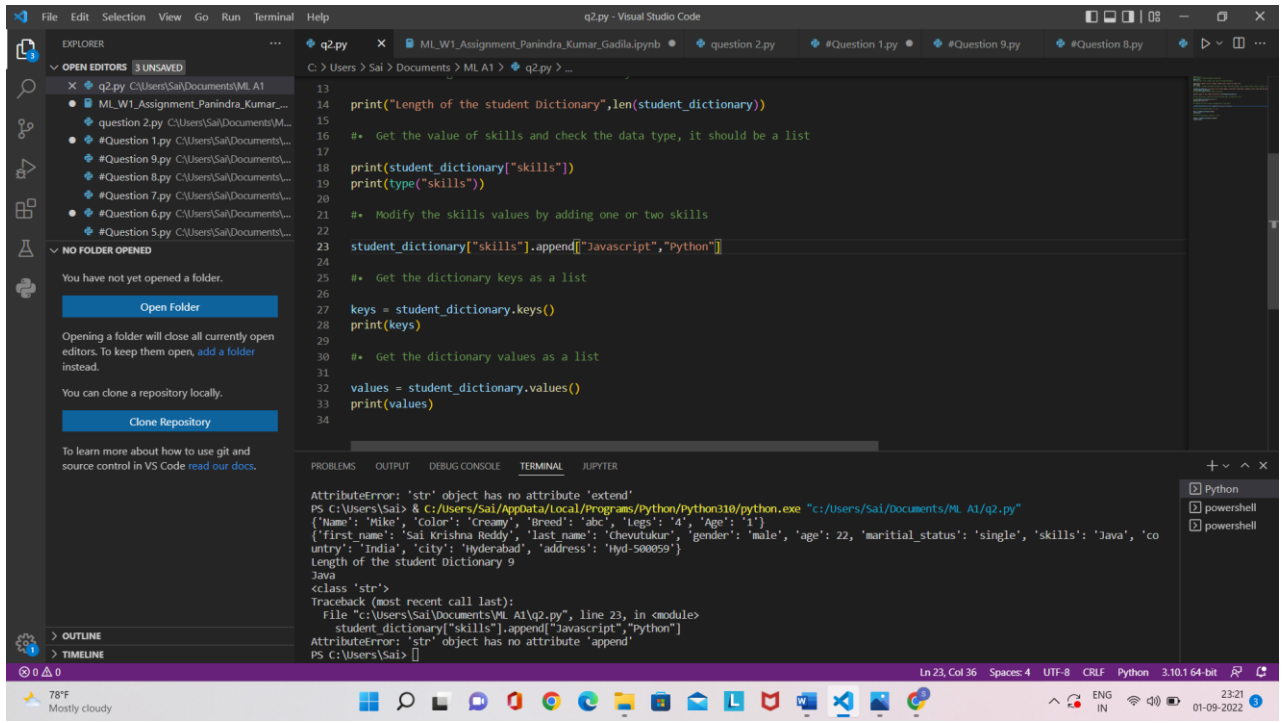 File Edit Selection View Go Run Terminal Help
q2.py - Visual Studio Code
EXPLORER
q2.py
ML_W1_Assignment_Panindra_Kumar_Gadila.ipynb
question 2.py
#Question 1.py
#Question 9.py
#Question 8.py
OPEN EDITORS 3 UNSAVED
q2.py C:\Users\Sai\Documents\ML A1
ML_W1_Assignment_Panindra_Kumar_...
question 2.py C:\Users\Sai\Documents\M...
#Question 1.py C:\Users\Sai\Documents\...
#Question 9.py C:\Users\Sai\Documents\...
#Question 8.py C:\Users\Sai\Documents\...
#Question 7.py C:\Users\Sai\Documents\...
#Question 6.py C:\Users\Sai\Documents\...
#Question 5.py C:\Users\Sai\Documents\...
NO FOLDER OPENED
You have not yet opened a folder.
Open Folder
Opening a folder will close all currently open
editors. To keep them open, add a folder
instead.
You can clone a repository locally.
Clone Repository
To learn more about how to use git and
source control in VS Code read our docs.
OUTLINE
TIMELINE
C: > Users > Sai > Documents > ML A1 > q2.py > ...
13
14 print("Length of the student Dictionary",len(student_dictionary))
15
16 #• Get the value of skills and check the data type, it should be a list
17
18 print(student_dictionary["skills"])
19 print(type("skills"))
20
21 #• Modify the skills values by adding one or two skills
22
23 student_dictionary["skills"].append["Javascript","Python"]
24
25 #• Get the dictionary keys as a list
26
27 keys = student_dictionary.keys()
28 print(keys)
29
30 #• Get the dictionary values as a list
31
32 values = student_dictionary.values()
33 print(values)
34
PROBLEMS OUTPUT DEBUG CONSOLE TERMINAL JUPYTER
AttributeError: 'str' object has no attribute 'extend'
PS C:\Users\Sai> & C:/Users/Sai/AppData/Local/Programs/Python/Python310/python.exe "c:/Users/Sai/Documents/ML A1/q2.py"
{'Name': 'Mike', 'Color': 'Creamy', 'Breed': 'abc', 'Legs': '4', 'Age': '1'}
{'first_name': 'Sai Krishna Reddy', 'last_name': 'Chevutukur', 'gender': 'male', 'age': 22, 'maritial_status': 'single', 'skills': 'Java', 'co
untry': 'India', 'city': 'Hyderabad', 'address': 'Hyd-500059'}
Length of the student Dictionary 9
Java
<class 'str'>
Traceback (most recent call last):
File "c:\Users\Sai\Documents\ML A1\q2.py", line 23, in <module>
student_dictionary["skills"].append["Javascript","Python"]
AttributeError: 'str' object has no attribute 'append'
PS C:\Users\Sai>
Python
powershell
powershell
0 0
Ln 23, Col 36 Spaces: 4 UTF-8 CRLF Python 3.10.1 64-bit
78°F
Mostly cloudy
ENG
IN
23:21
01-09-2022
3